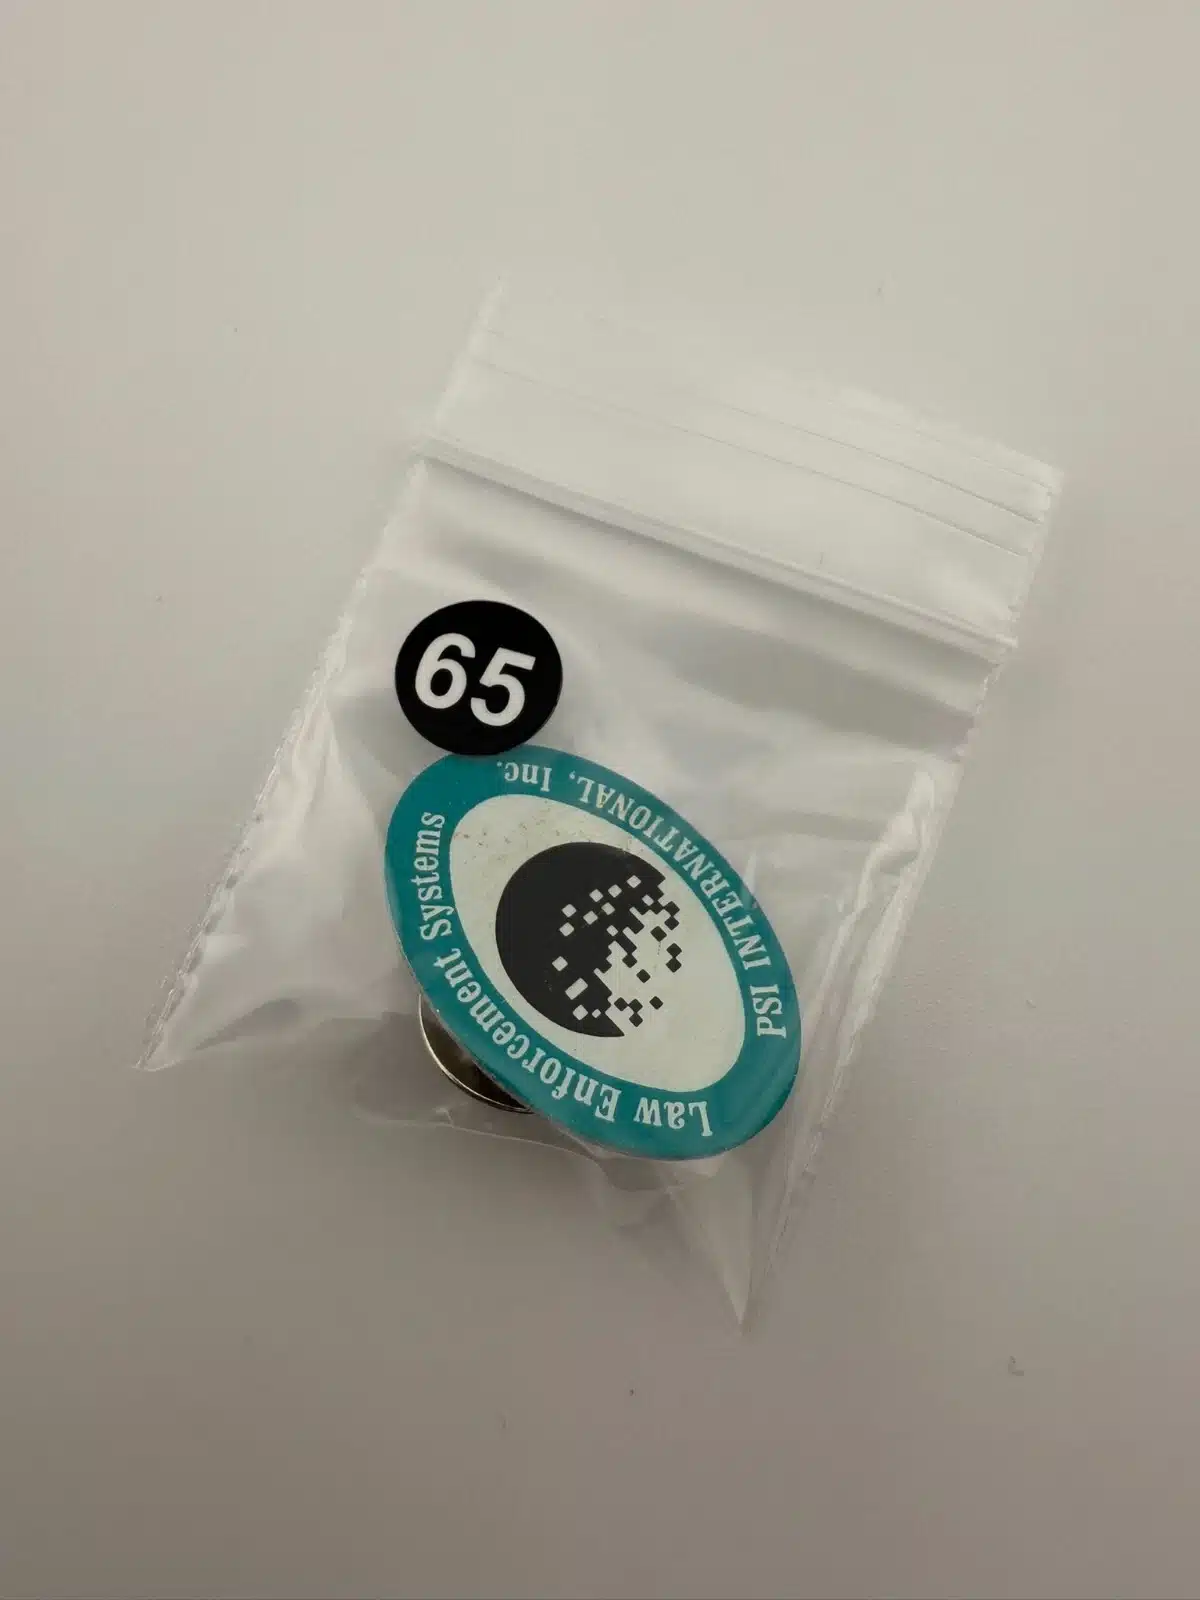 65
PSI INTERNATIONAL, Inc.
Law Enforcement Systems